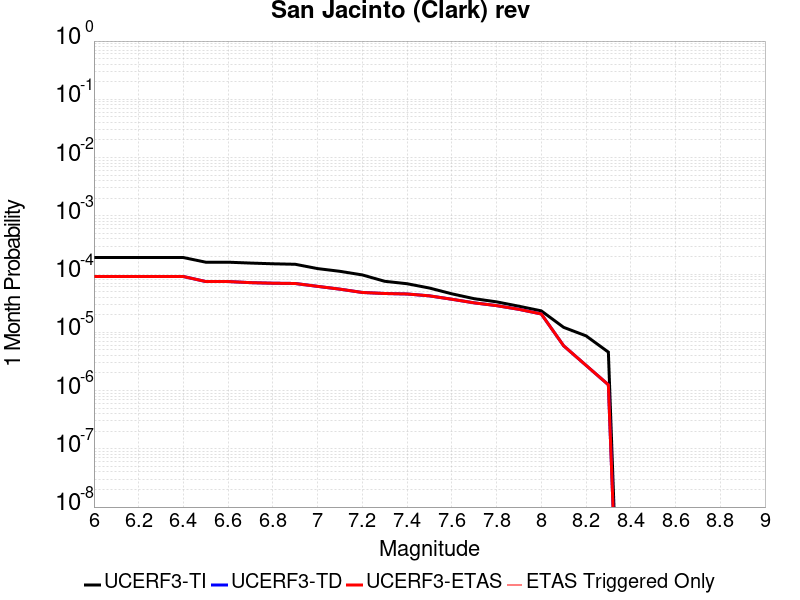 San Jacinto (Clark) rev
10^0
10^-1
10^-2
10^-3
10^-4
10^-5
10^-6
10^-7
10^-8
1 Month Probability
6 6.2 6.4 6.6 6.8 7 7.2 7.4 7.6 7.8 8 8.2 8.4 8.6 8.8 9
Magnitude
UCERF3-TI UCERF3-TD UCERF3-ETAS ETAS Triggered Only